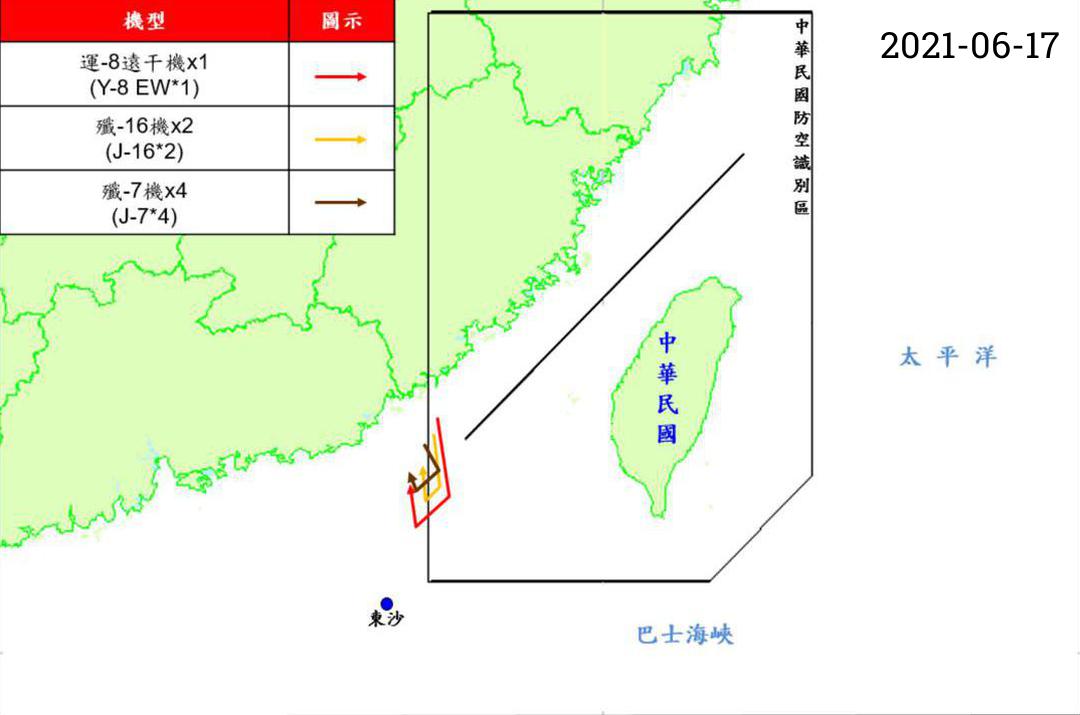 機型 圖示
運-8遠干機x1
(Y-8 EW*1)
殲-16機x2
(J-16*2)
殲-7機x4
(J-7*4)
中華民國防空識別區
2021-06-17
中華民國
太平洋
東沙
巴士海峽